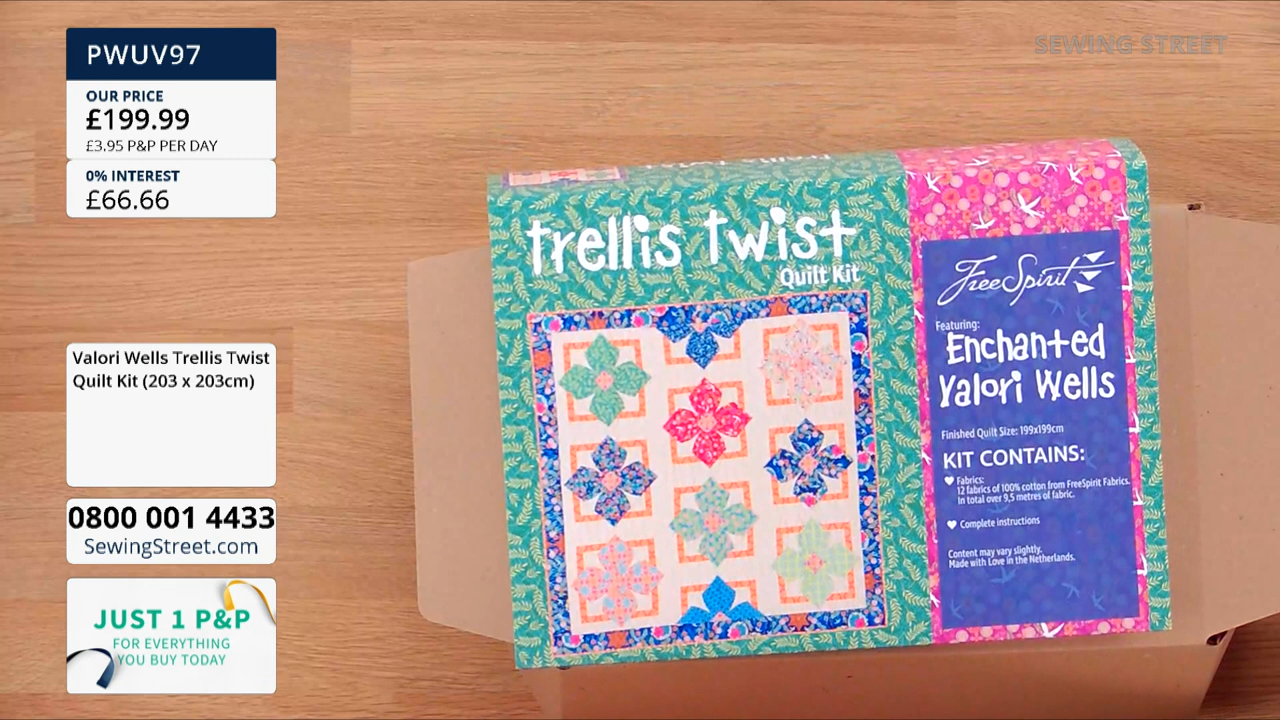 PWUV97
OUR PRICE
£199.99
£3.95 P&P PER DAY
0% INTEREST
£66.66
Valori Wells Trellis Twist
Quilt Kit (203 x 203cm)
0800 001 4433
SewingStreet.com
JUST 1 P&P
FOR EVERYTHING
YOU BUY TODAY
SEWING STREET
trellis twist
Quilt Kit
FreeSpirit
Featuring:
Enchanted
Valori Wells
Finished Quilt Size: 199x199cm
KIT CONTAINS:
Fabrics:
12 fabrics of 100% cotton from FreeSpirit Fabrics.
In total over 9,5 metres of fabric.
Complete instructions
Content may vary slightly.
Made with Love in the Netherlands.